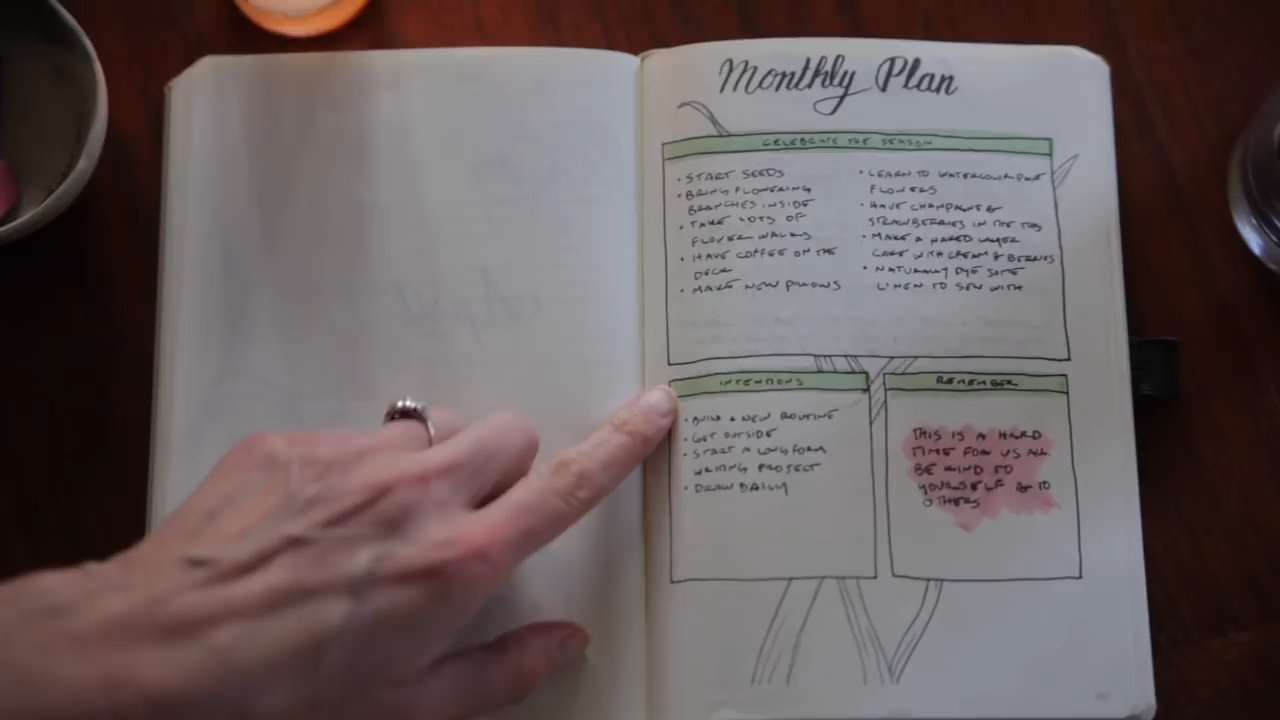 Monthly Plan
CELEBRATE THE SEASON
• START SEEDS
• BRING FLOWERING
BRANCHES INSIDE
• TAKE LOTS OF
FLOWER WALKS
• HAVE COFFEE ON THE
DECK
• MAKE NEW PILLOWS
• LEARN TO WATERCOLOUR PAINT
FLOWERS
• HAVE CHAMPAGNE &
STRAWBERRIES IN THE TUB
• MAKE A NAKED LAYER
CAKE WITH CREAM & BERRIES
• NATURALLY DYE SOME
LINEN TO SEW WITH
INTENTIONS
• BUILD A NEW ROUTINE
• GET OUTSIDE
• START A LONG FORM
WRITING PROJECT
• DRAW DAILY
REMEMBER
THIS IS A HARD
TIME FOR US ALL.
BE KIND TO
YOURSELF & TO
OTHERS